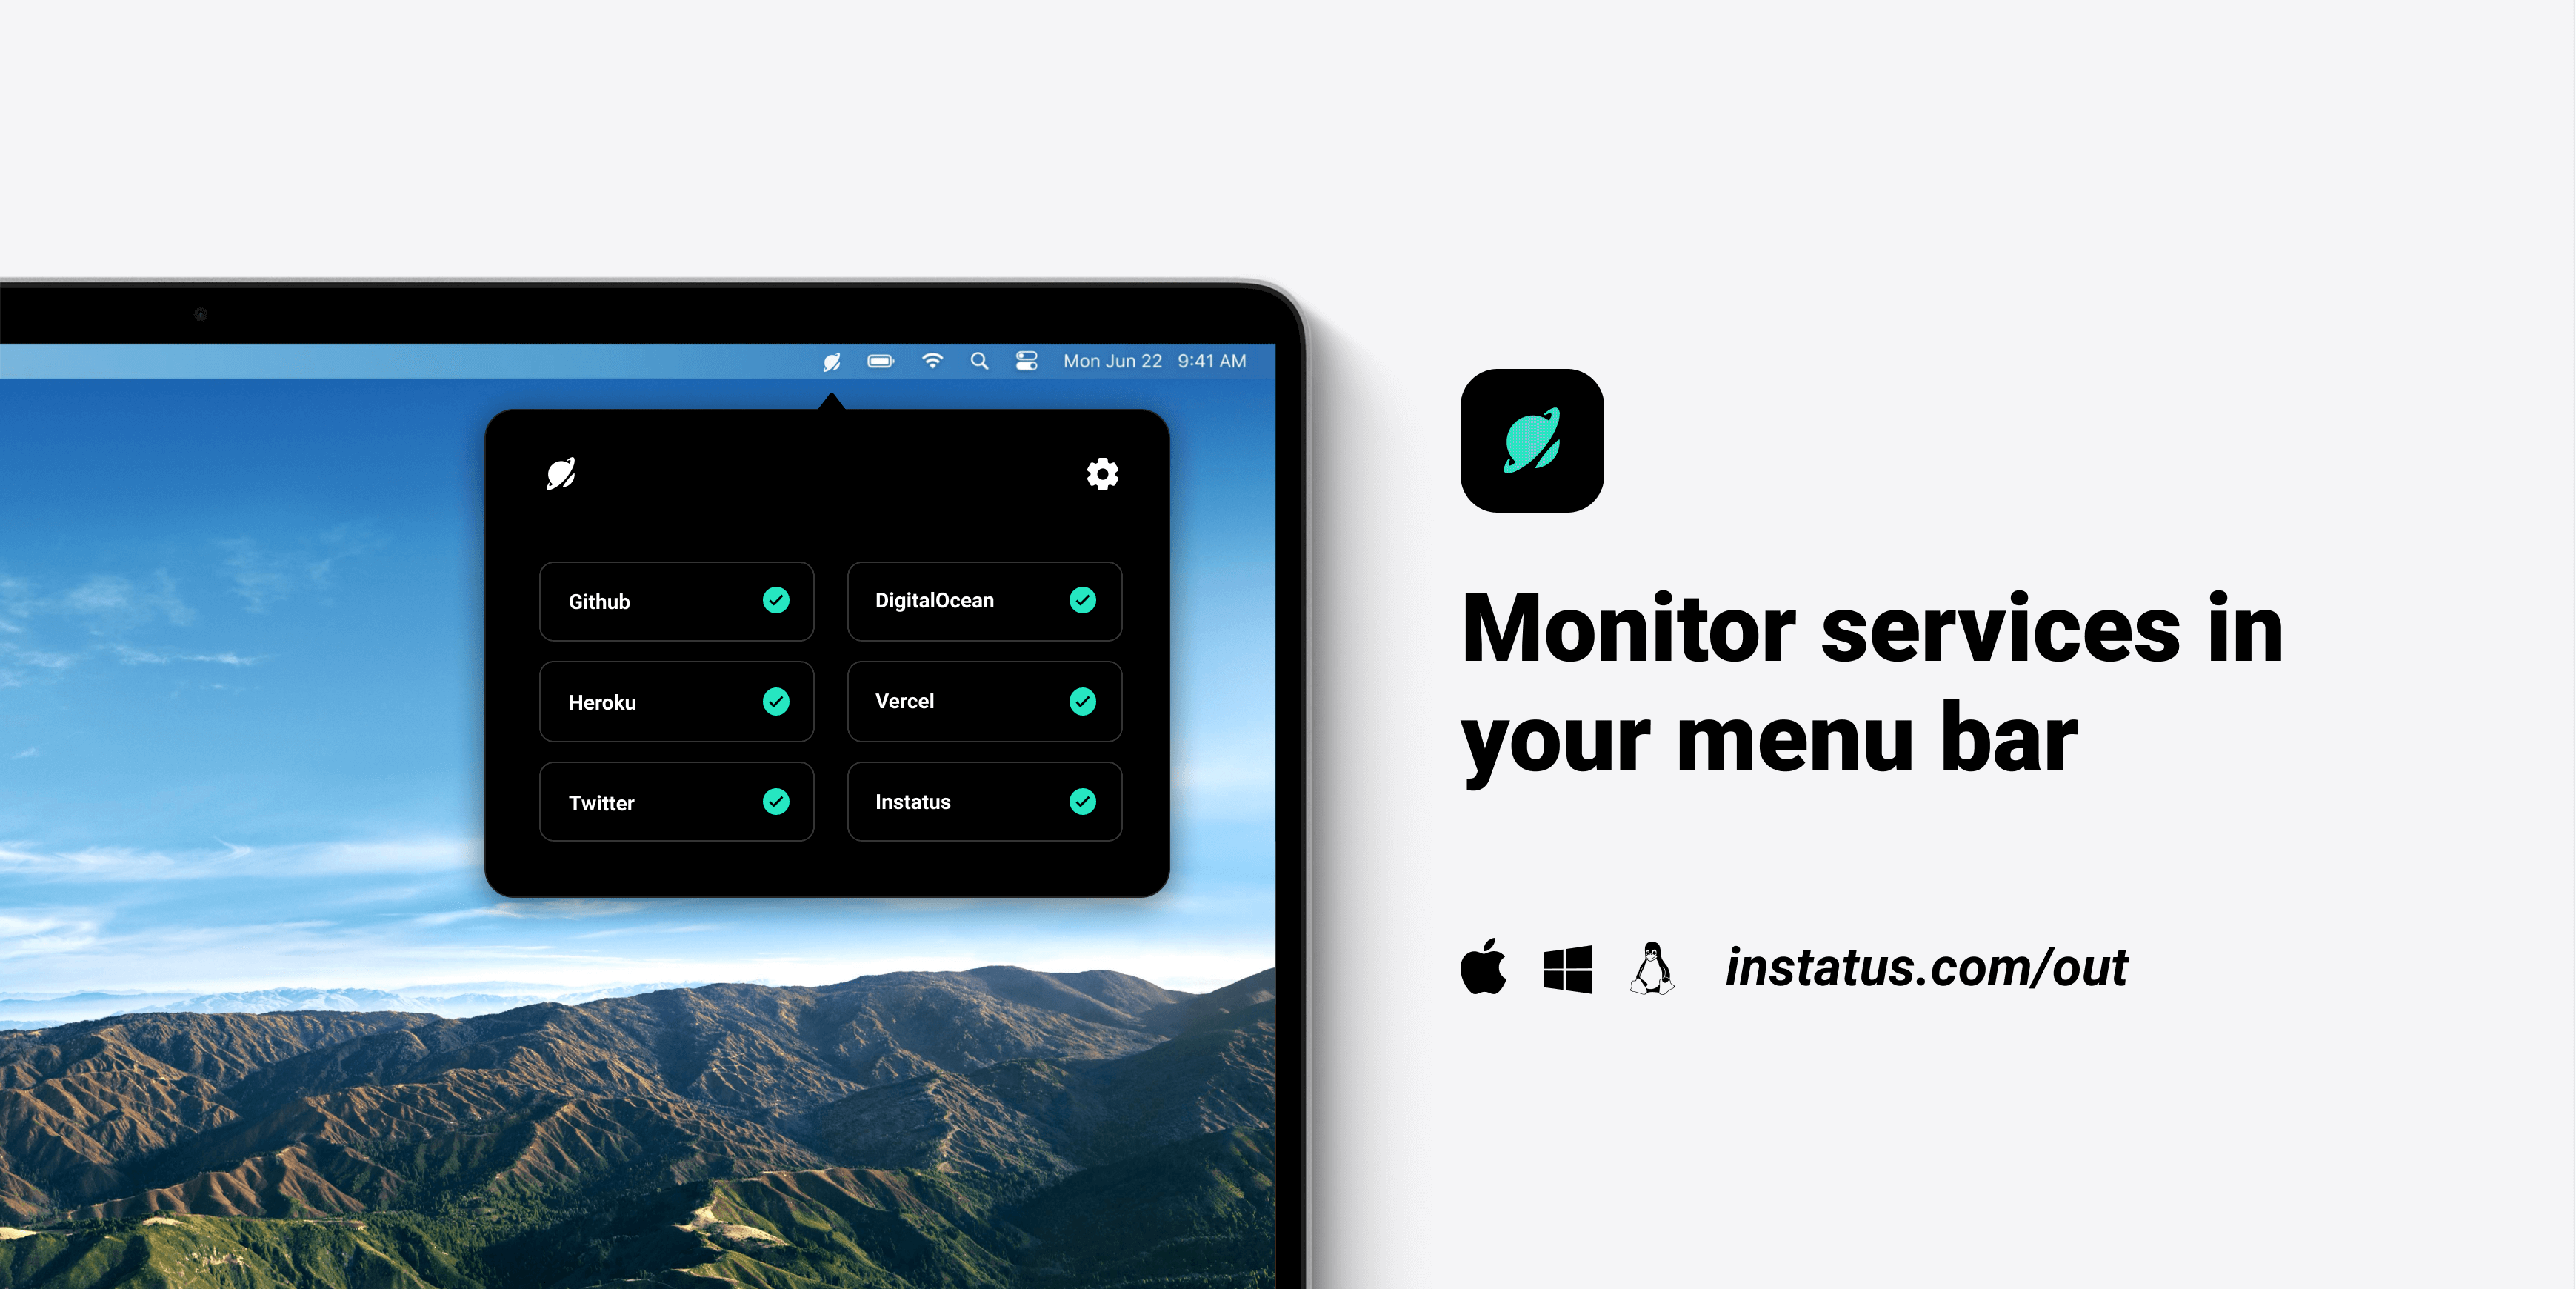 Mon Jun 22 9:41 AM
Github
DigitalOcean
Heroku
Vercel
Twitter
Instatus
Monitor services in
your menu bar
instatus.com/out